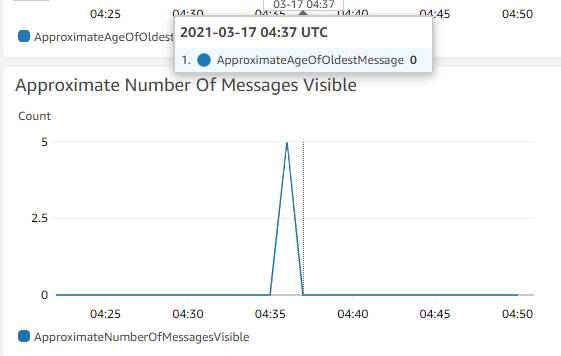 03-17 04:37
04:25 04:30 04:35 04:40 04:45 04:50
ApproximateAgeOfOldest
2021-03-17 04:37 UTC
1. ApproximateAgeOfOldestMessage 0
Approximate Number Of Messages Visible
Count
5
2.5
0
04:25 04:30 04:35 04:40 04:45 04:50
ApproximateNumberOfMessagesVisible